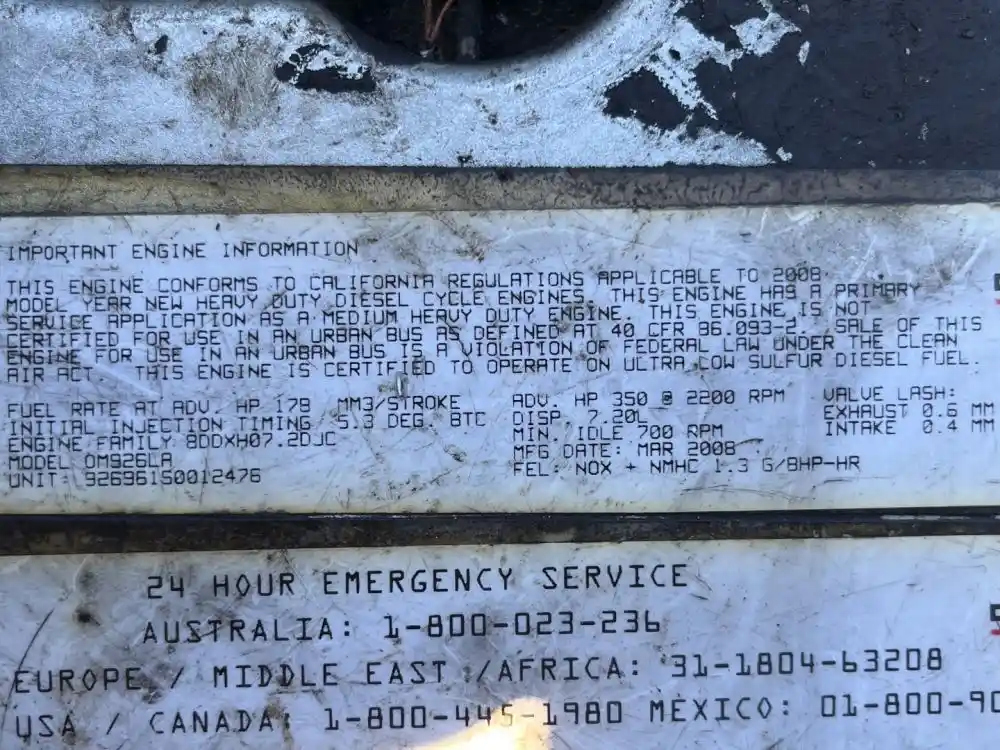 IMPORTANT ENGINE INFORMATION
THIS ENGINE CONFORMS TO CALIFORNIA REGULATIONS APPLICABLE TO 2008
MODEL YEAR NEW HEAVY DUTY DIESEL CYCLE ENGINES. THIS ENGINE HAS A PRIMARY
SERVICE APPLICATION AS A MEDIUM HEAVY DUTY ENGINE. THIS ENGINE IS NOT
CERTIFIED FOR USE IN AN URBAN BUS AS DEFINED AT 40 CFR 86.093-2. SALE OF THIS
ENGINE FOR USE IN AN URBAN BUS IS A VIOLATION OF FEDERAL LAW UNDER THE CLEAN
AIR ACT. THIS ENGINE IS CERTIFIED TO OPERATE ON ULTRA LOW SULFUR DIESEL FUEL.
FUEL RATE AT ADV. HP 179 MM3/STROKE
INITIAL INJECTION TIMING 5.3 DEG. BTC
ENGINE FAMILY 8DDXH07.2DJC
MODEL OM926LA
UNIT: 926961S0012476
ADV. HP 350 @ 2200 RPM
DISP. 7.20L
MIN. IDLE 700 RPM
MFG DATE: MAR 2008
FEL: NOX + NMHC 1.3 G/BHP-HR
VALVE LASH:
EXHAUST 0.6 MM
INTAKE 0.4 MM
24 HOUR EMERGENCY SERVICE
AUSTRALIA: 1-800-023-236
EUROPE / MIDDLE EAST /AFRICA: 31-1804-63208
USA / CANADA: 1-800-445-1980 MEXICO: 01-800-90